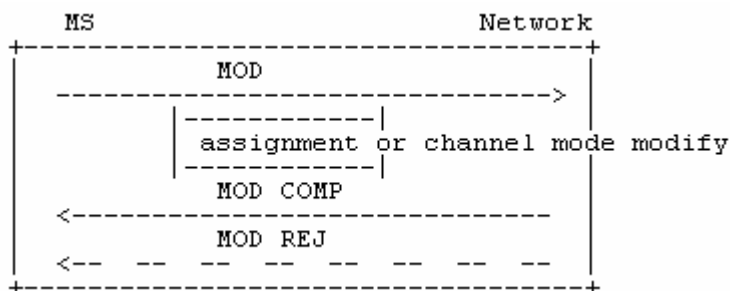 MS Network
MOD
assignment or channel mode modify
MOD COMP
MOD REJ